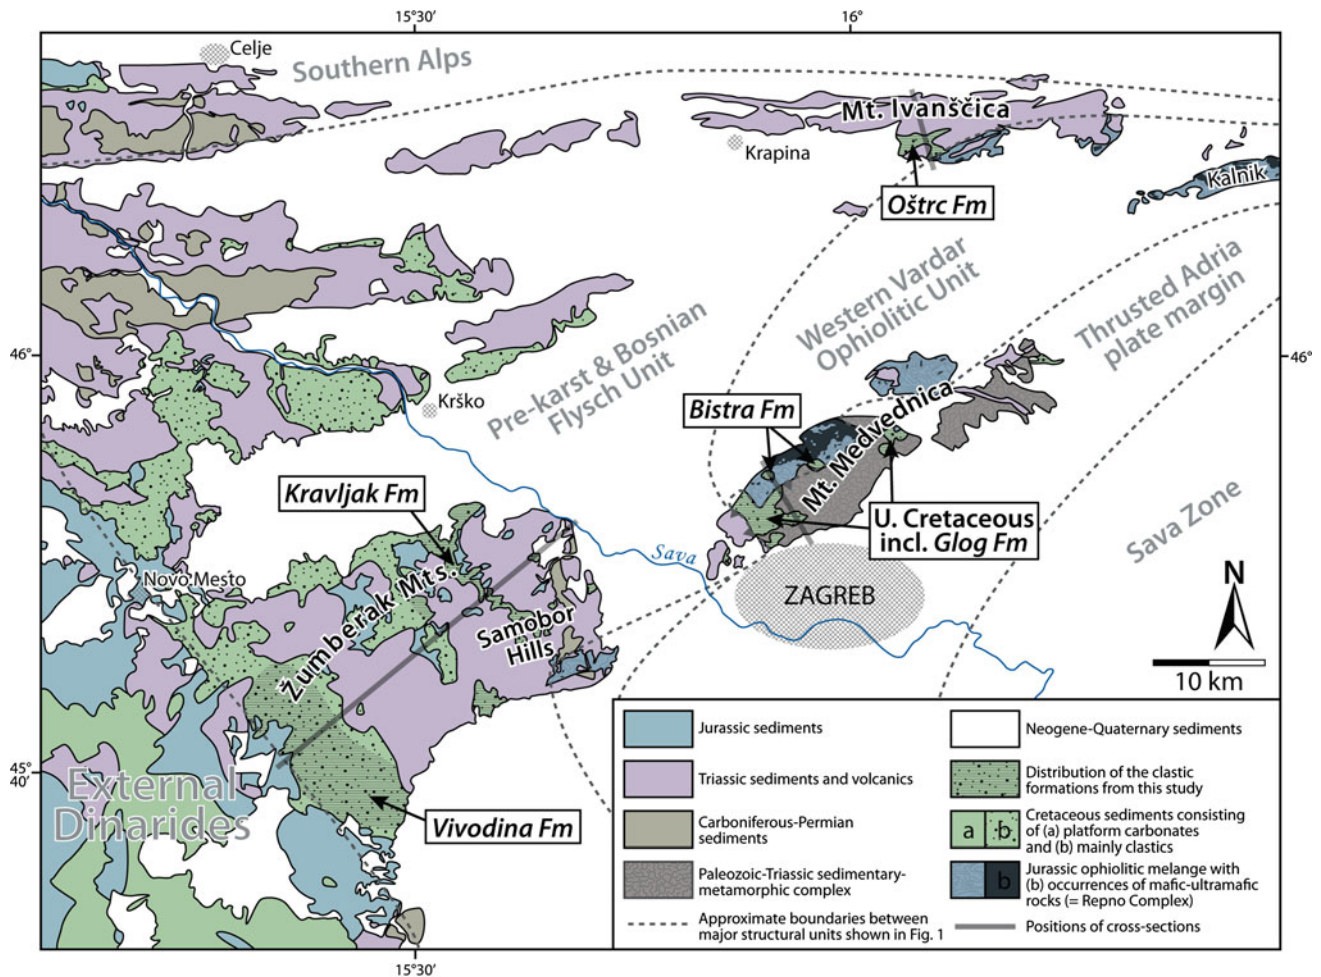 15°30'
16°
Celje
Southern Alps
Mt. Ivanščica
Krapina
Kalnik
Oštrc Fm
Western Vardar
Ophiolitic Unit
Thrusted Adria
plate margin
Pre-karst & Bosnian
Flysch Unit
46°
46°
Krško
Bistra Fm
Mt. Medvednica
Kravljak Fm
U. Cretaceous
incl. Glog Fm
Sava Zone
Sava
Novo Mesto
Žumberak Mts.
ZAGREB
N
Samobor
Hills
10 km
45°
40'
External
Dinarides
Vivodina Fm
Jurassic sediments
Triassic sediments and volcanics
Carboniferous-Permian
sediments
Paleozoic-Triassic sedimentary-
metamorphic complex
Approximate boundaries between
major structural units shown in Fig. 1
Neogene-Quaternary sediments
Distribution of the clastic
formations from this study
a b
Cretaceous sediments consisting
of (a) platform carbonates
and (b) mainly clastics
b
Jurassic ophiolitic melange with
(b) occurrences of mafic-ultramafic
rocks (= Repno Complex)
Positions of cross-sections
15°30'